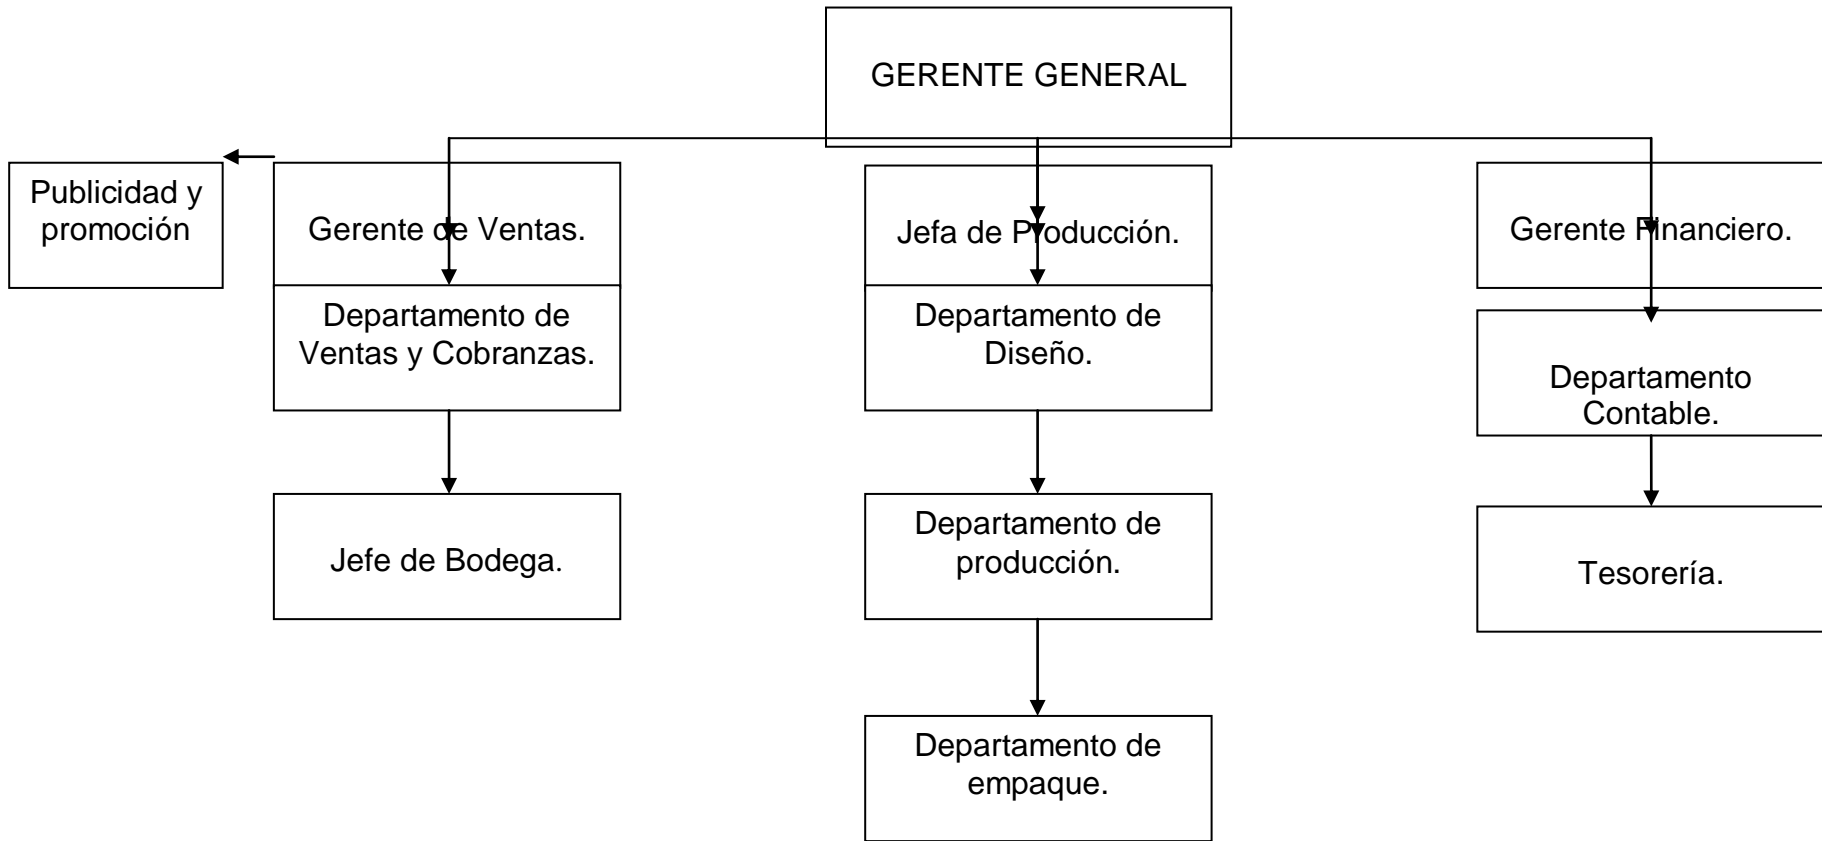 GERENTE GENERAL
Publicidad y
promoción
Gerente de Ventas.
Jefa de Producción.
Gerente Financiero.
Departamento de
Ventas y Cobranzas.
Departamento de
Diseño.
Departamento
Contable.
Jefe de Bodega.
Departamento de
producción.
Tesorería.
Departamento de
empaque.